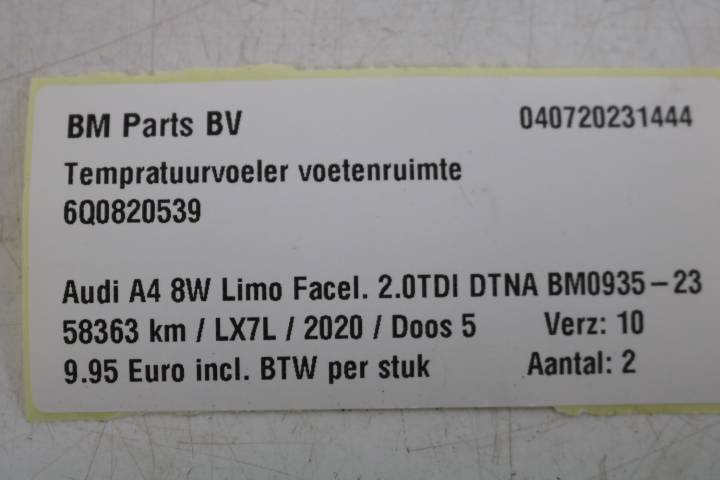 BM Parts BV 040720231444
Tempratuurvoeler voetenruimte
6Q0820539
Audi A4 8W Limo Facel. 2.0TDI DTNA BM0935-23
58363 km / LX7L / 2020 / Doos 5 Verz: 10
9.95 Euro incl. BTW per stuk Aantal: 2